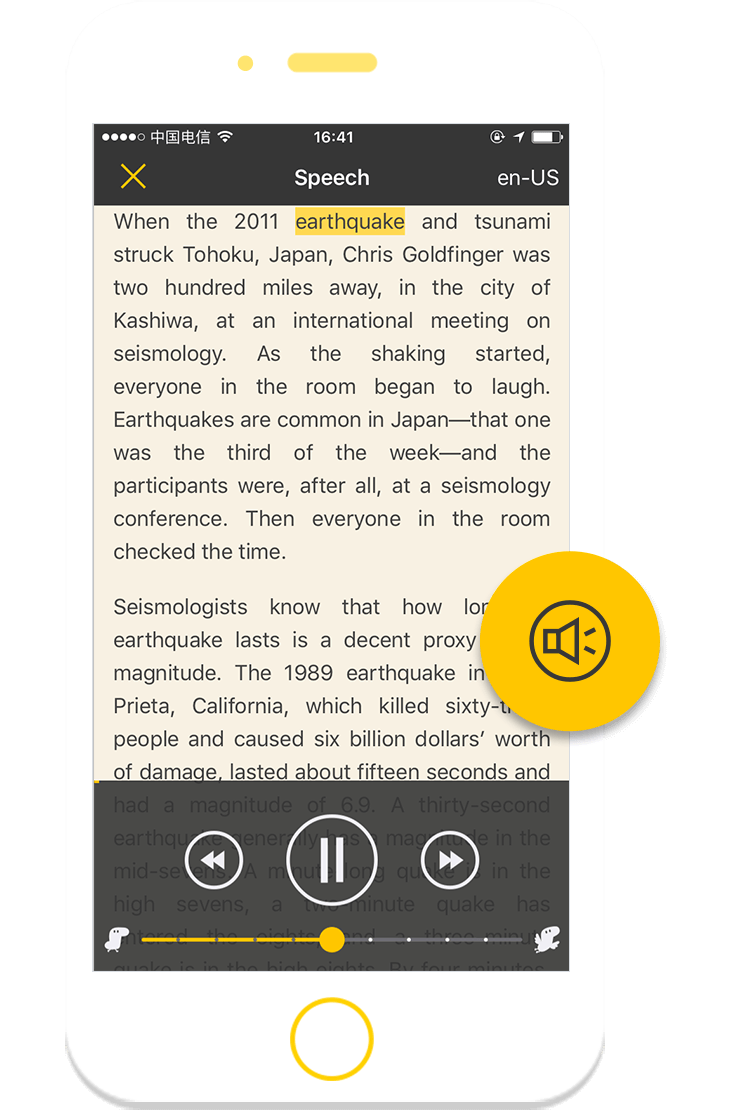 中国电信 16:41
Speech en-US
When the 2011 earthquake and tsunami
struck Tohoku, Japan, Chris Goldfinger was
two hundred miles away, in the city of
Kashiwa, at an international meeting on
seismology. As the shaking started,
everyone in the room began to laugh.
Earthquakes are common in Japan—that one
was the third of the week—and the
participants were, after all, at a seismology
conference. Then everyone in the room
checked the time.
Seismologists know that how
earthquake lasts is a decent proxy
magnitude. The 1989 earthquake in
Prieta, California, which killed
people and caused six billion dollars’ worth
of damage, lasted about fifteen seconds and
had a magnitude of 6.9. A thirty-second
earthquake generally has a magnitude in the
mid-sevens. A minute-long quake is in the
high sevens, a two-minute quake has
entered the eights, and a three-minute
quake is in the high eights. By four minutes,